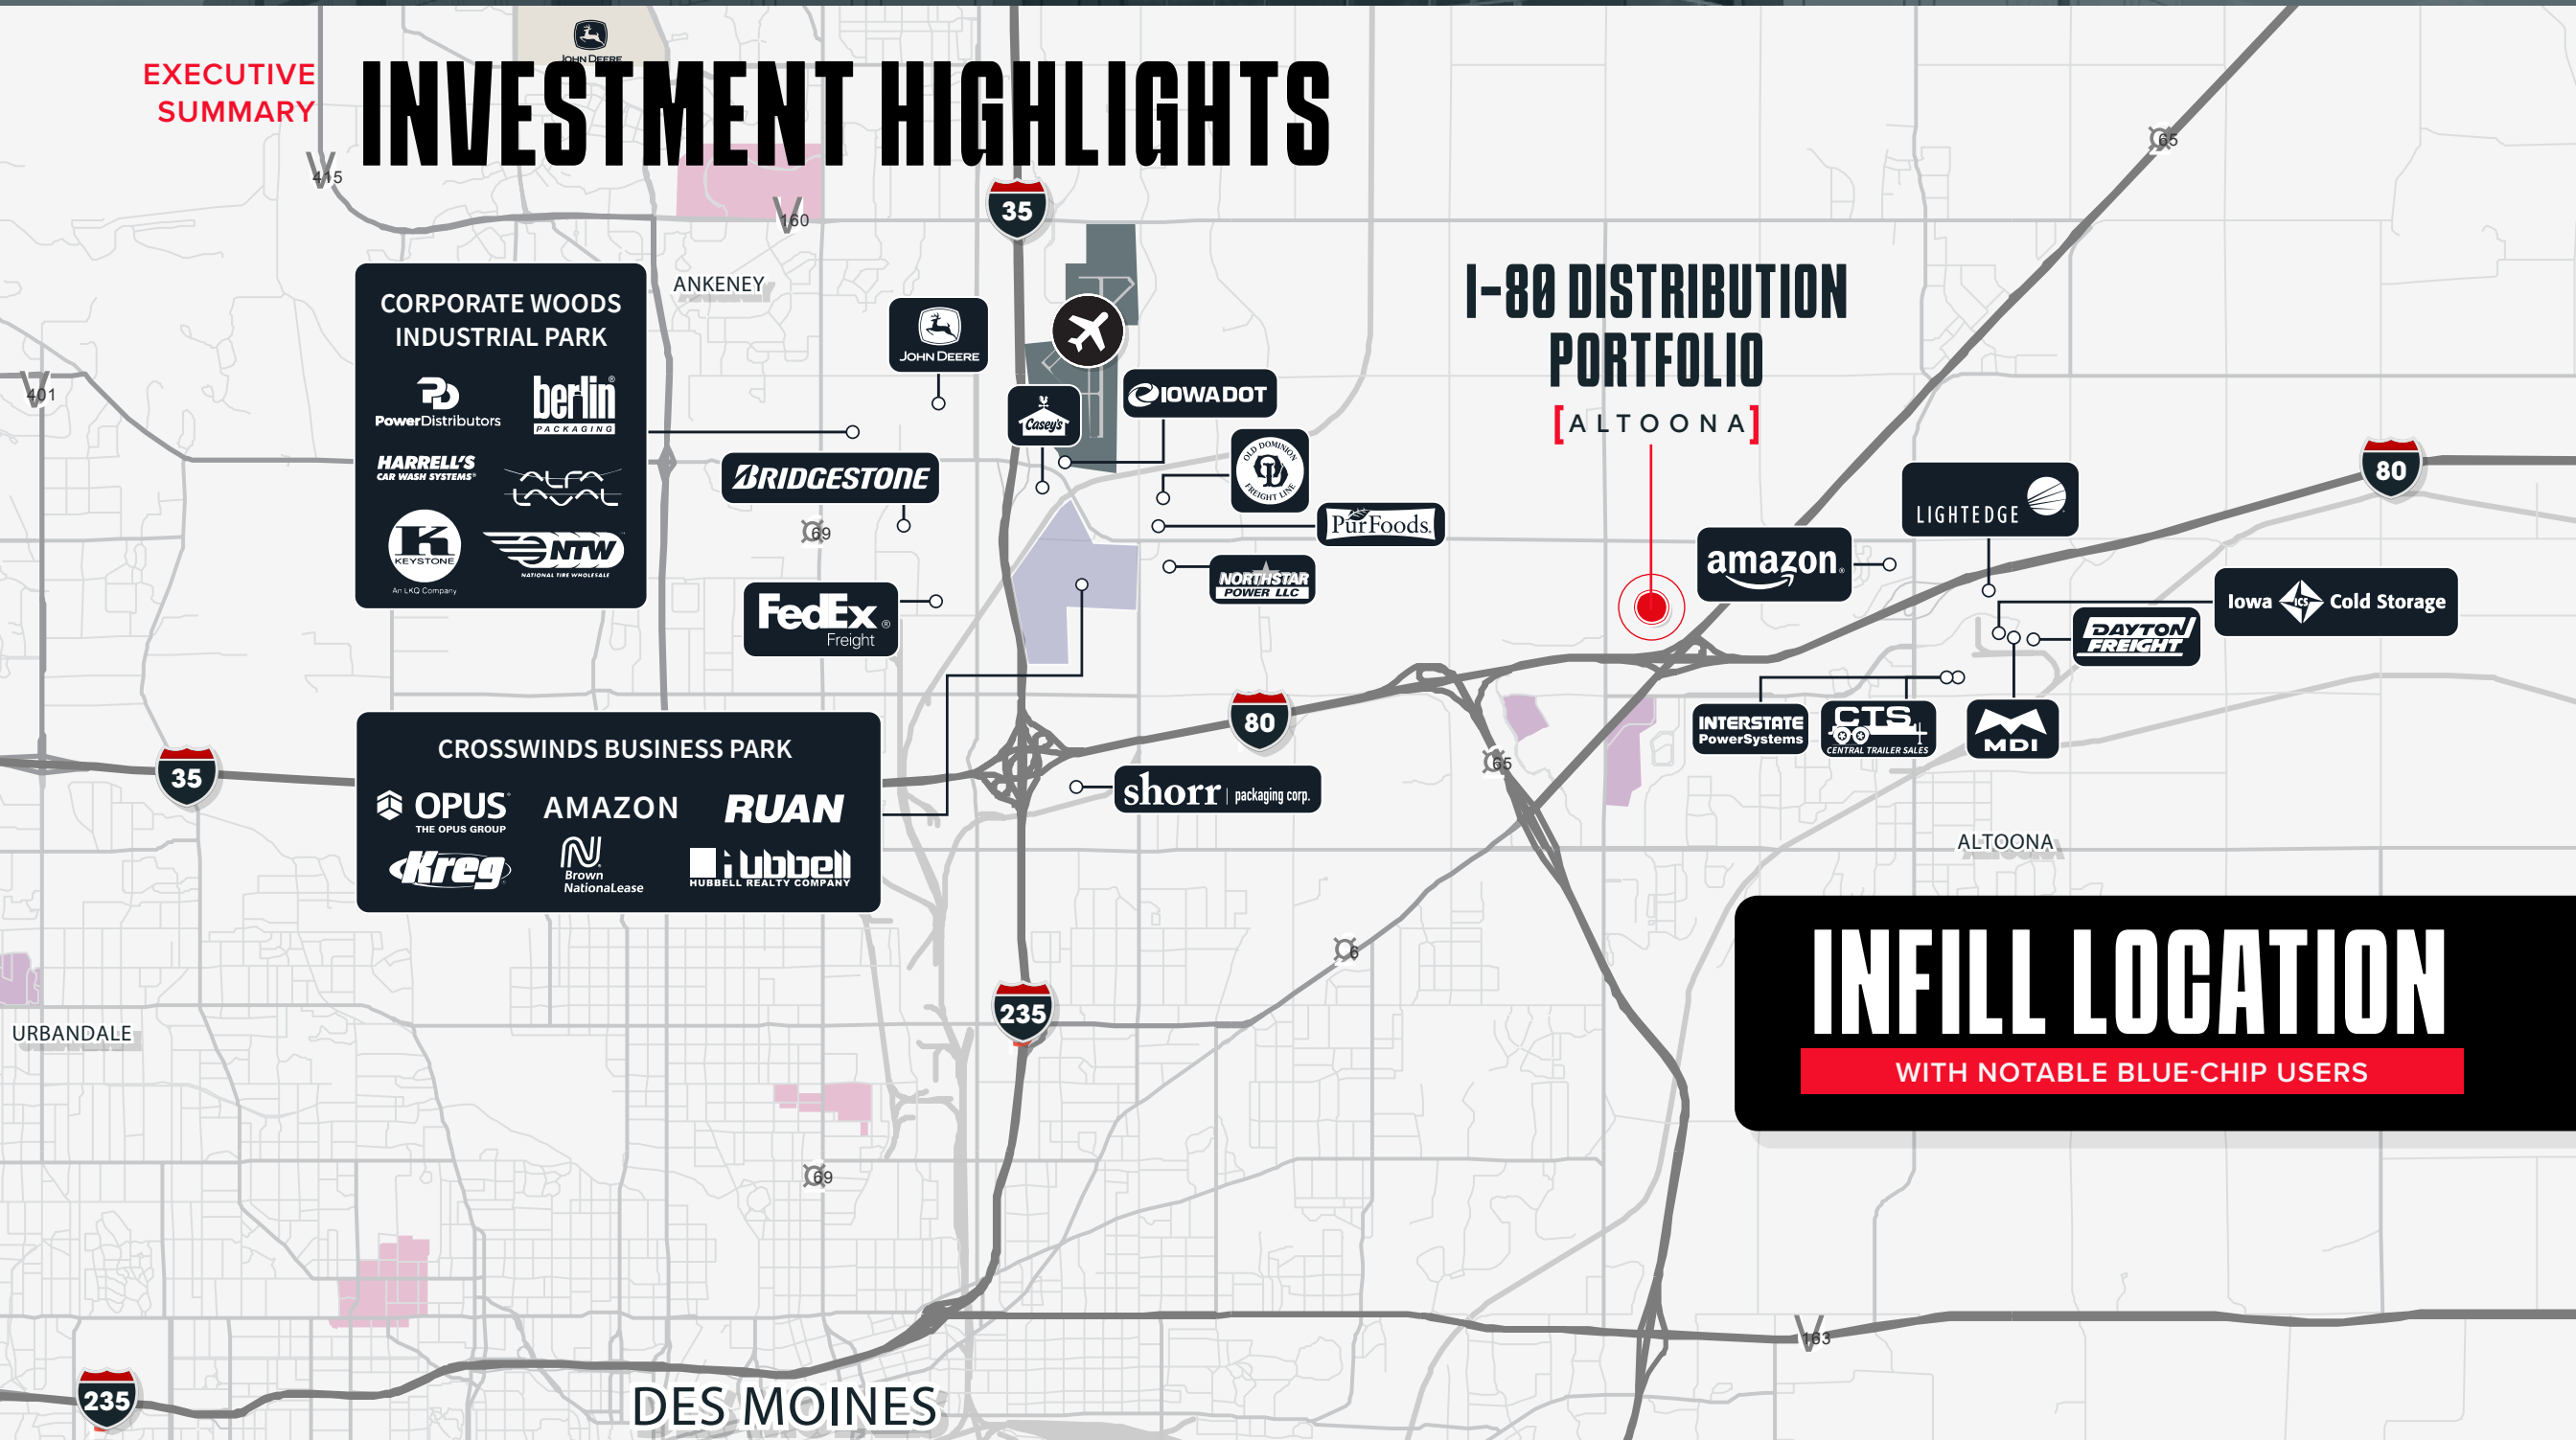 EXECUTIVE
SUMMARY
INVESTMENT HIGHLIGHTS
JOHN DEERE
415
160
35
65
401
ANKENEY
CORPORATE WOODS
INDUSTRIAL PARK
PowerDistributors
berlin®
PACKAGING
HARRELL'S
CAR WASH SYSTEMS®
ALFA
LAVAL
K
KEYSTONE
An LKQ Company
NTW
NATIONAL TIRE WHOLESALE
JOHN DEERE
Casey's
IOWADOT
OLD DOMINION
FREIGHT LINE
BRIDGESTONE
69
PurFoods.
NORTHSTAR
POWER LLC
FedEx®
Freight
I-80 DISTRIBUTION
PORTFOLIO
[ALTOONA]
amazon
LIGHTEDGE
80
Iowa ICS Cold Storage
DAYTON
FREIGHT
INTERSTATE
PowerSystems
CTS
CENTRAL TRAILER SALES
MDI
80
65
35
CROSSWINDS BUSINESS PARK
OPUS®
THE OPUS GROUP
AMAZON
RUAN
Kreg
Brown
NationaLease
Hubbell
HUBBELL REALTY COMPANY
shorr | packaging corp.
ALTOONA
INFILL LOCATION
WITH NOTABLE BLUE-CHIP USERS
6
235
URBANDALE
69
163
235
DES MOINES